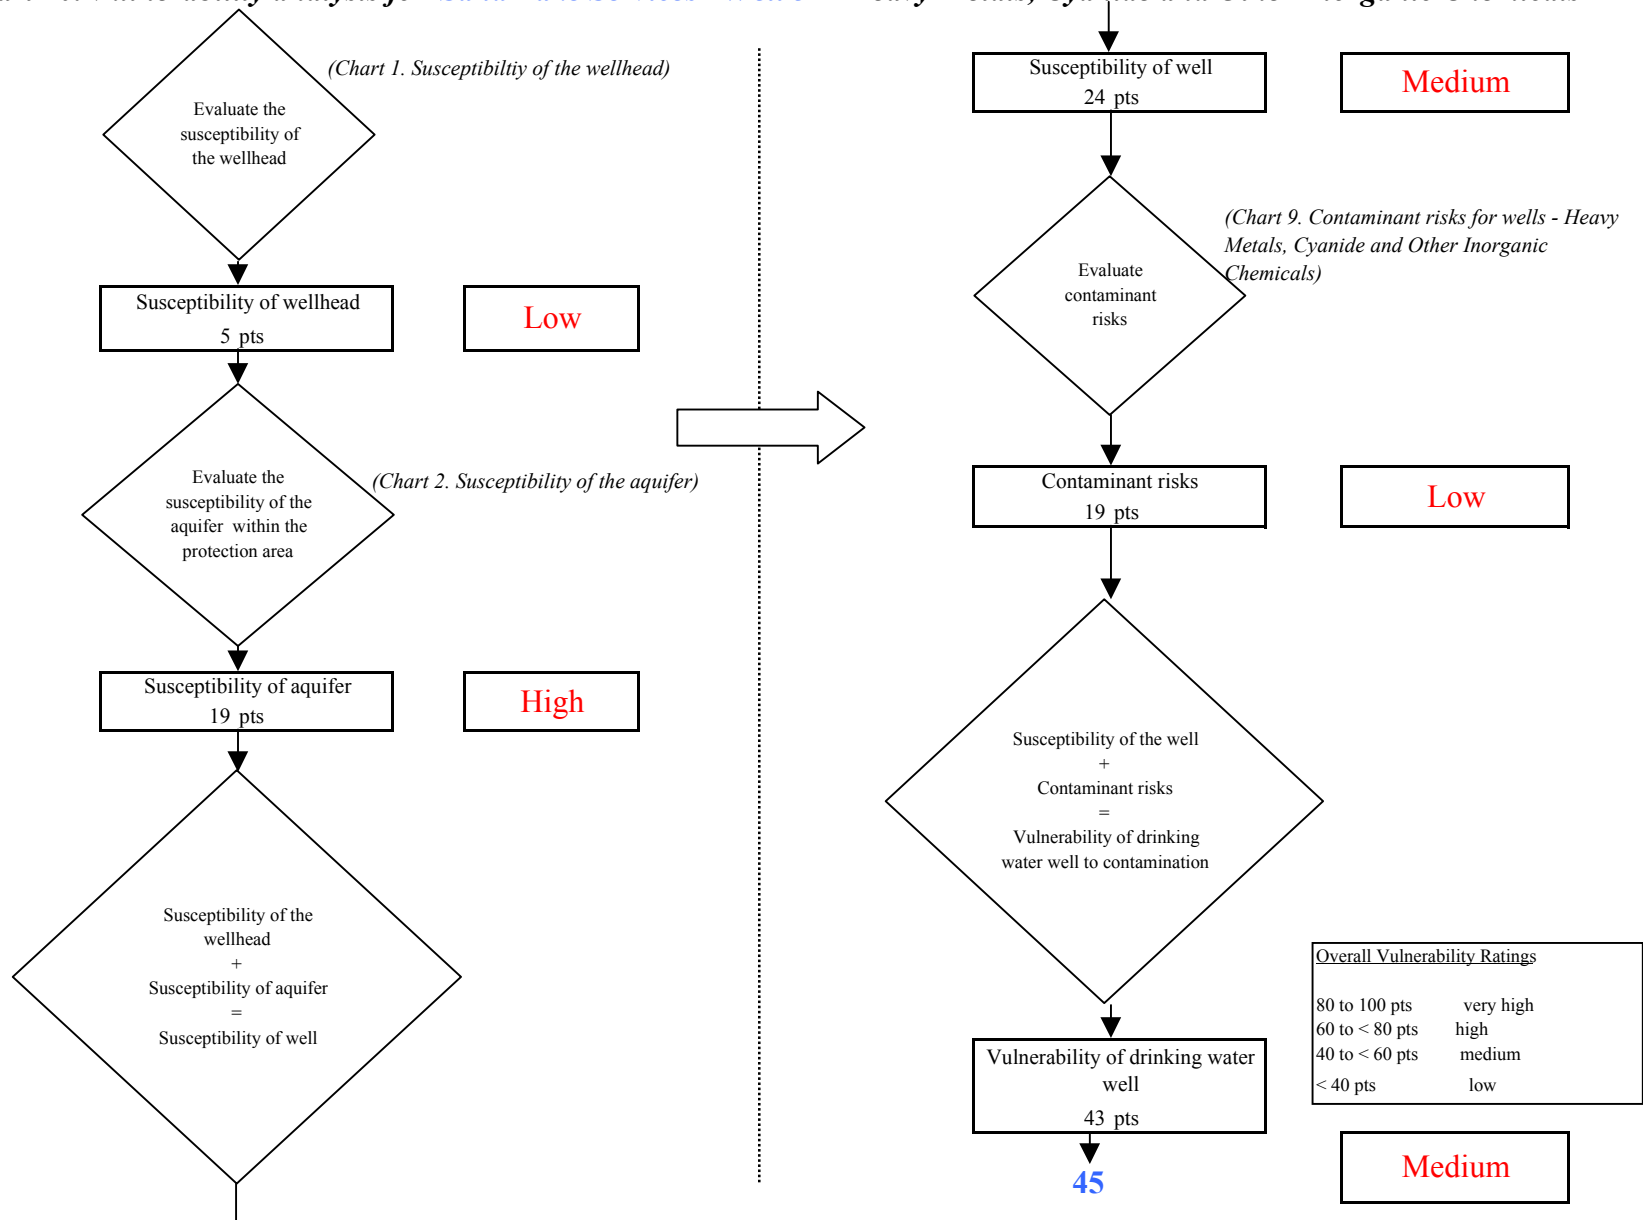 (Chart 1. Susceptibiltiy of the wellhead)
Evaluate the
susceptibility of
the wellhead
Susceptibility of wellhead
5 pts
Low
(Chart 2. Susceptibility of the aquifer)
Evaluate the
susceptibility of the
aquifer within the
protection area
Susceptibility of aquifer
19 pts
High
Susceptibility of the
wellhead
+
Susceptibility of aquifer
=
Susceptibility of well
Susceptibility of well
24 pts
Medium
(Chart 9. Contaminant risks for wells - Heavy
Metals, Cyanide and Other Inorganic
Chemicals)
Evaluate
contaminant
risks
Contaminant risks
19 pts
Low
Susceptibility of the well
+
Contaminant risks
=
Vulnerability of drinking
water well to contamination
Overall Vulnerability Ratings
80 to 100 pts very high
60 to < 80 pts high
40 to < 60 pts medium
< 40 pts low
Vulnerability of drinking water
well
43 pts
45
Medium